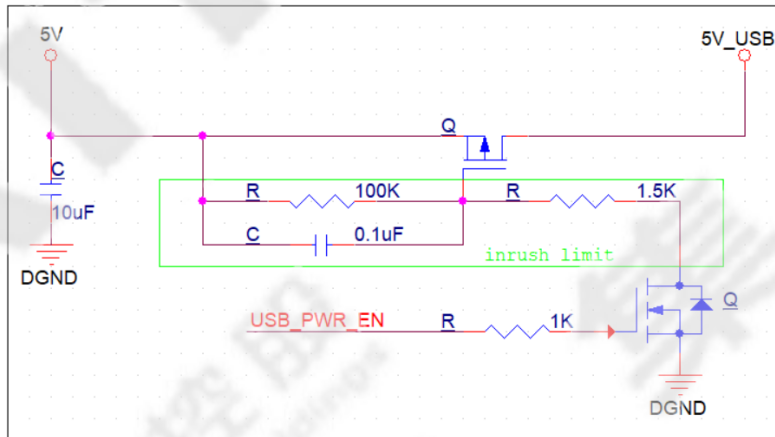 5V
5V_USB
Q
C
10uF
R
100K
R
1.5K
C
0.1uF
inrush limit
DGND
USB_PWR_EN
R
1K
Q
DGND